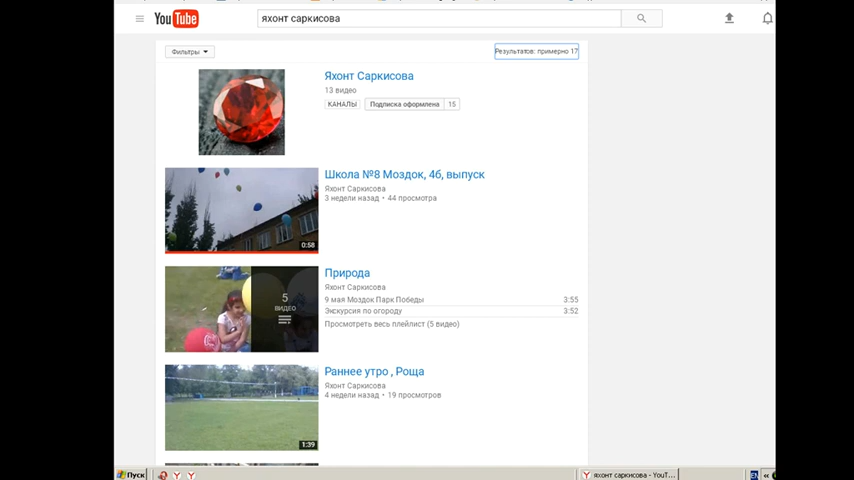 YouTube
яхонт саркисова
Фильтры
Результатов: примерно 17
Яхонт Саркисова
13 видео
КАНАЛЫ
Подписка оформлена 15
Школа №8 Моздок, 4б, выпуск
Яхонт Саркисова
3 недели назад • 44 просмотра
0:58
Природа
Яхонт Саркисова
5
ВИДЕО
9 мая Моздок Парк Победы 3:55
Экскурсия по огороду 3:52
Просмотреть весь плейлист (5 видео)
Раннее утро , Роща
Яхонт Саркисова
4 недели назад • 19 просмотров
1:39
Пуск
яхонт саркисова - YouT...
EN